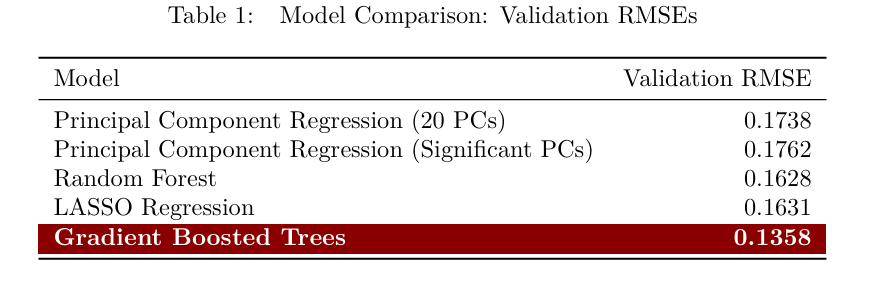 Table 1: Model Comparison: Validation RMSEs
Model Validation RMSE
Principal Component Regression (20 PCs) 0.1738
Principal Component Regression (Significant PCs) 0.1762
Random Forest 0.1628
LASSO Regression 0.1631
Gradient Boosted Trees 0.1358